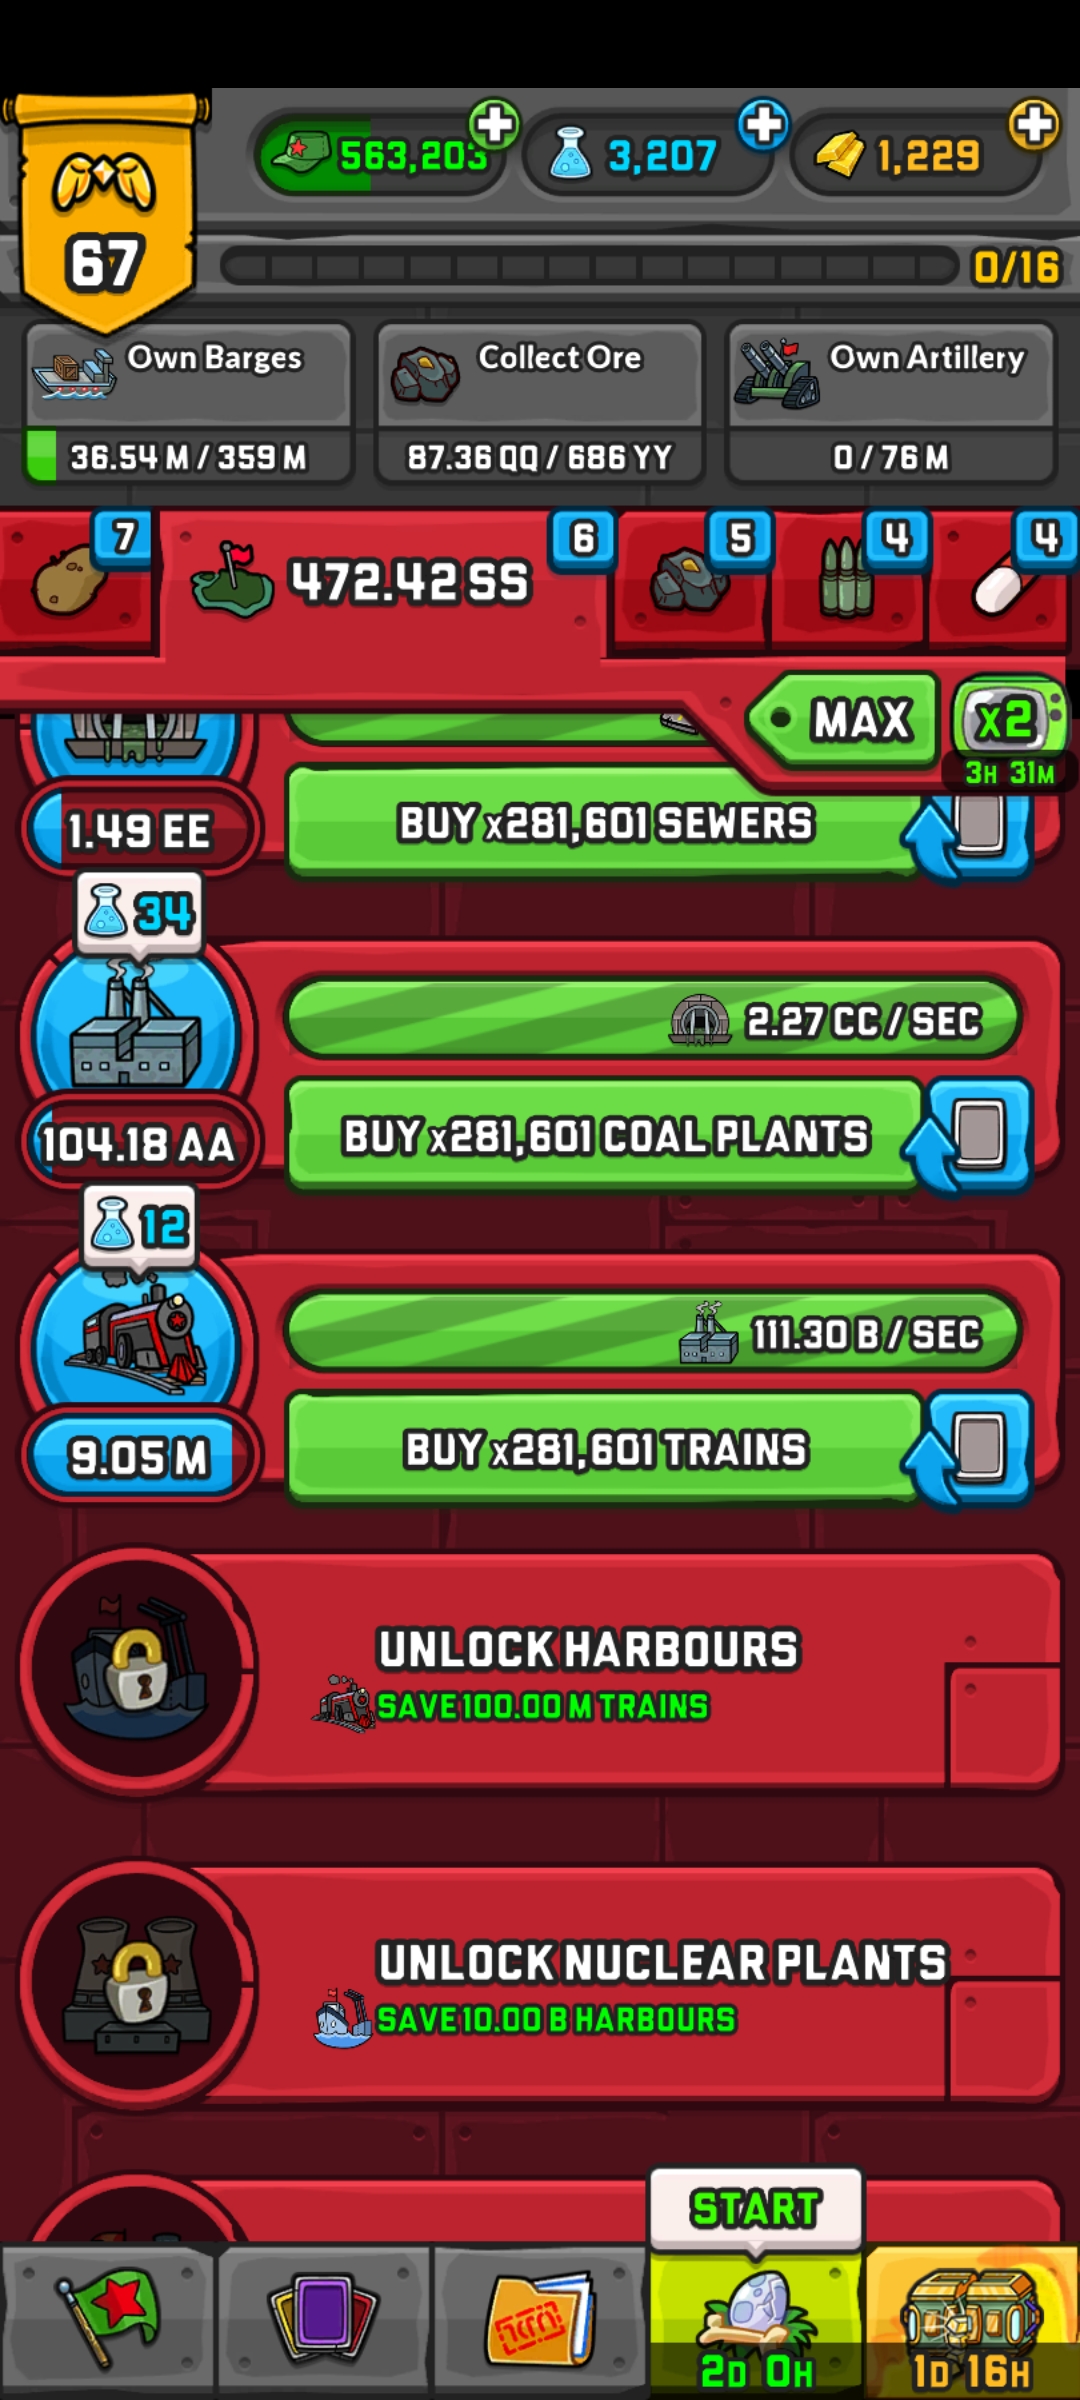 563,203
3,207
1,229
67
0/16
Own Barges
36.54 M / 359 M
Collect Ore
87.36 QQ / 686 YY
Own Artillery
0 / 76 M
7
472.42 SS
6
5
4
4
MAX
x2
3H 31M
1.49 EE
BUY x281,601 SEWERS
34
2.27 CC / SEC
104.18 AA
BUY x281,601 COAL PLANTS
12
111.30 B / SEC
9.05 M
BUY x281,601 TRAINS
UNLOCK HARBOURS
SAVE 100.00 M TRAINS
UNLOCK NUCLEAR PLANTS
SAVE 10.00 B HARBOURS
START
2D 0H
1D 16H